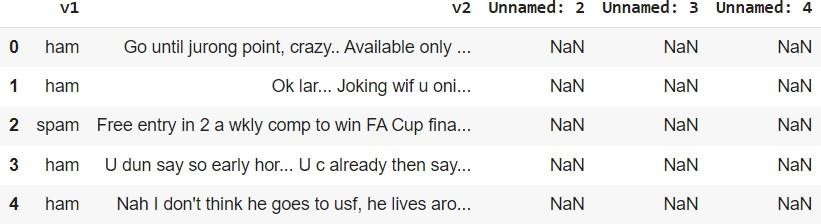 v1 v2 Unnamed: 2 Unnamed: 3 Unnamed: 4
0 ham Go until jurong point, crazy.. Available only ... NaN NaN NaN
1 ham Ok lar... Joking wif u oni... NaN NaN NaN
2 spam Free entry in 2 a wkly comp to win FA Cup fina... NaN NaN NaN
3 ham U dun say so early hor... U c already then say... NaN NaN NaN
4 ham Nah I don't think he goes to usf, he lives aro... NaN NaN NaN